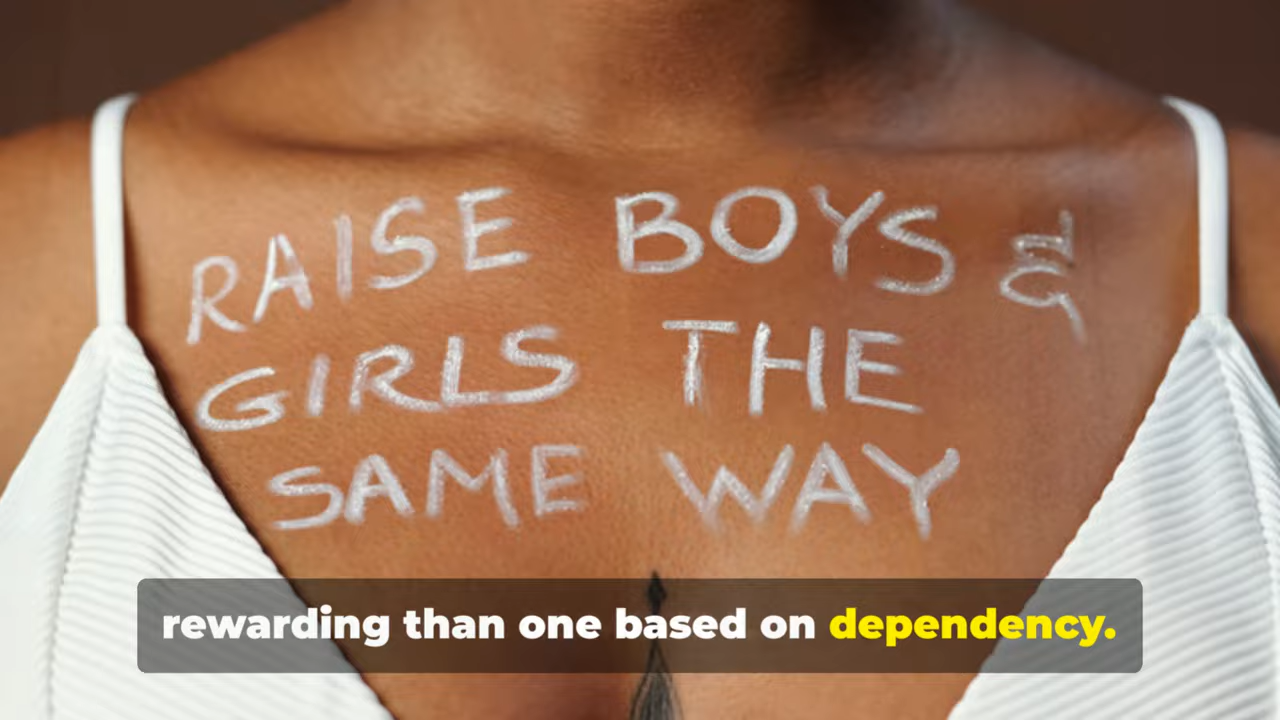 RAISE BOYS &
GIRLS THE
SAME WAY
rewarding than one based on dependency.